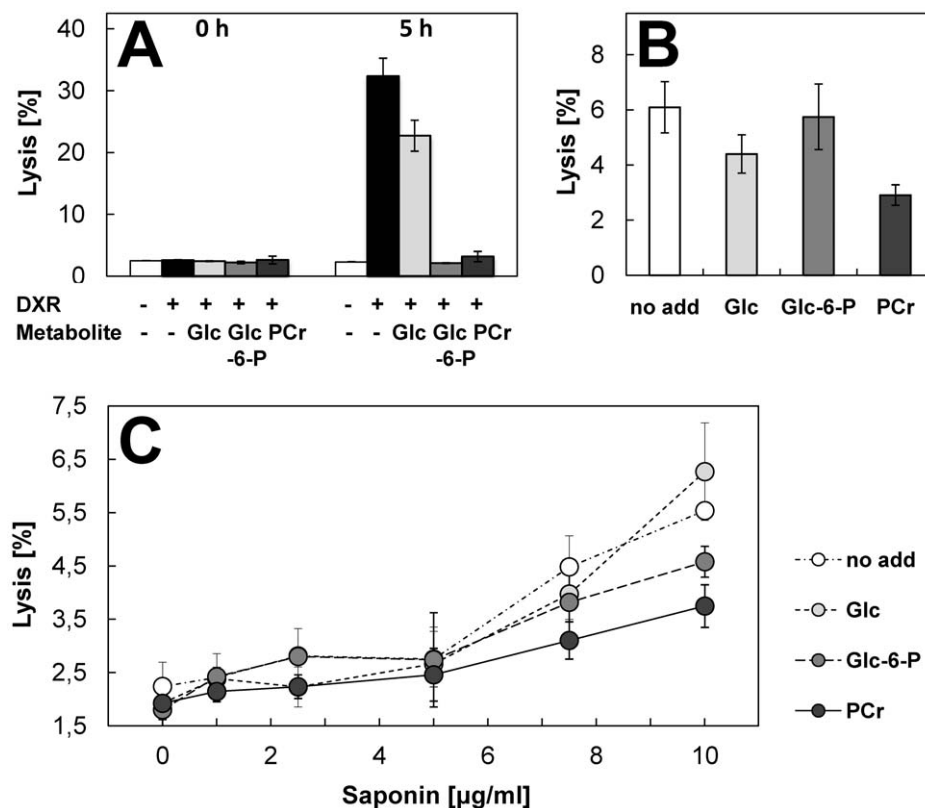 A
0 h
5 h
Lysis [%]
40
30
20
10
0
DXR - + + + + - + + + +
Metabolite - - Glc Glc PCr - - Glc Glc PCr
-6-P -6-P
B
Lysis [%]
8
6
4
2
0
no add Glc Glc-6-P PCr
C
Lysis [%]
7,5
6,5
5,5
4,5
3,5
2,5
1,5
0 2 4 6 8 10
Saponin [µg/ml]
no add
Glc
Glc-6-P
PCr